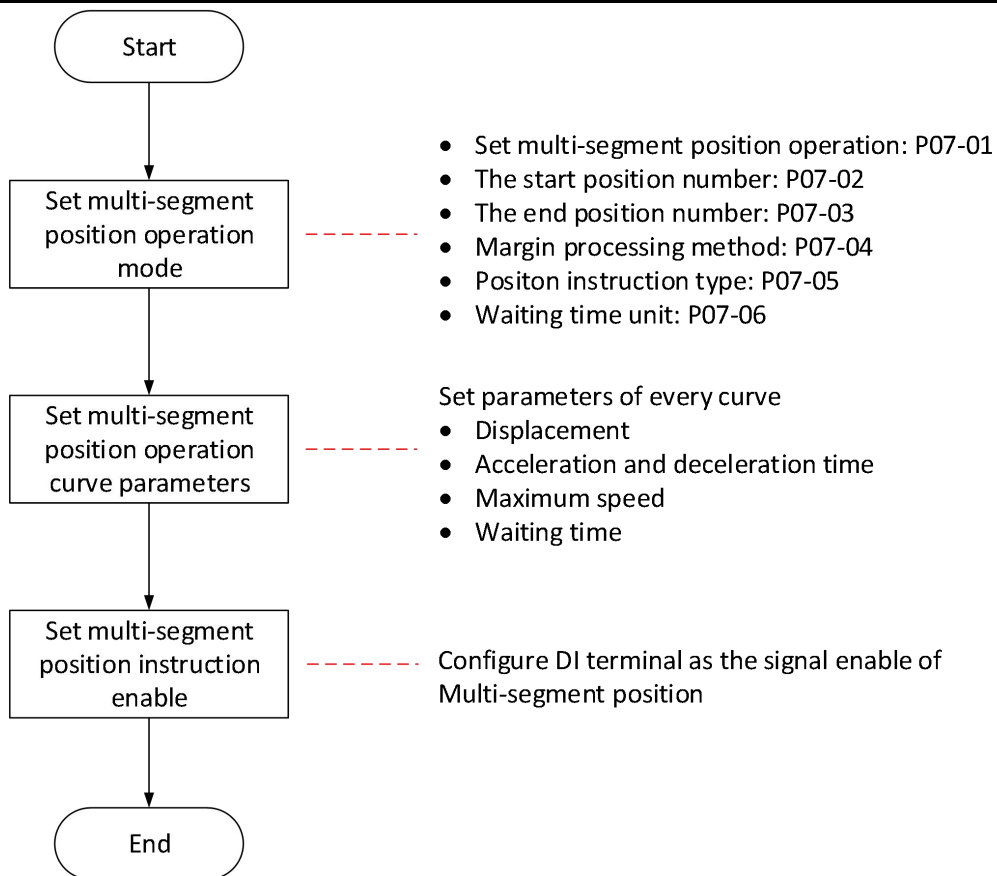 Start
Set multi-segment
position operation
mode
• Set multi-segment position operation: P07-01
• The start position number: P07-02
• The end position number: P07-03
• Margin processing method: P07-04
• Positon instruction type: P07-05
• Waiting time unit: P07-06
Set multi-segment
position operation
curve parameters
Set parameters of every curve
• Displacement
• Acceleration and deceleration time
• Maximum speed
• Waiting time
Set multi-segment
position instruction
enable
Configure DI terminal as the signal enable of
Multi-segment position
End